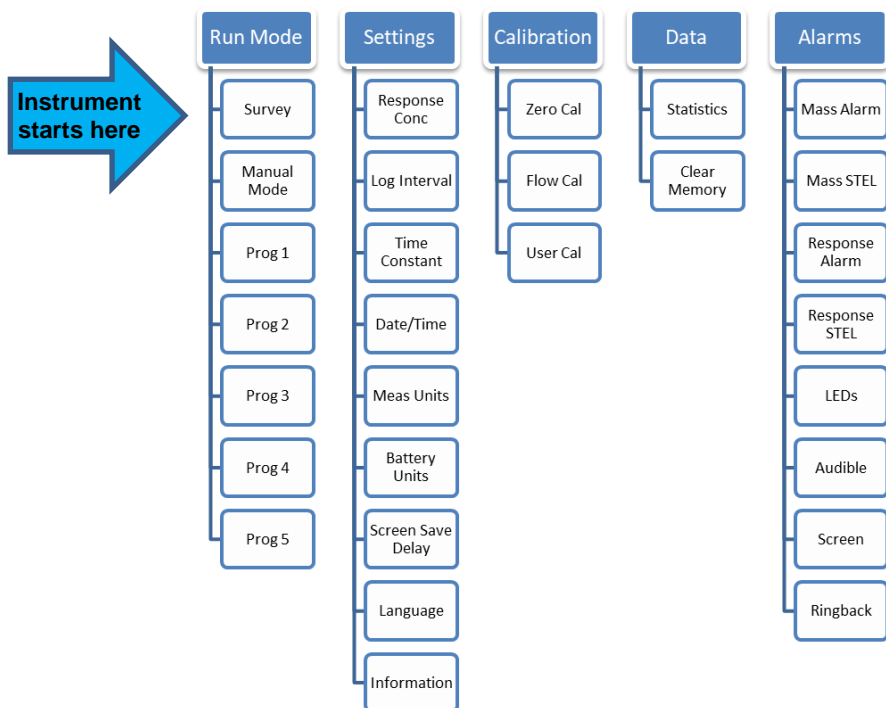 Instrument
starts here
Run Mode
Survey
Manual
Mode
Prog 1
Prog 2
Prog 3
Prog 4
Prog 5
Settings
Response
Conc
Log Interval
Time
Constant
Date/Time
Meas Units
Battery
Units
Screen Save
Delay
Language
Information
Calibration
Zero Cal
Flow Cal
User Cal
Data
Statistics
Clear
Memory
Alarms
Mass Alarm
Mass STEL
Response
Alarm
Response
STEL
LEDs
Audible
Screen
Ringback